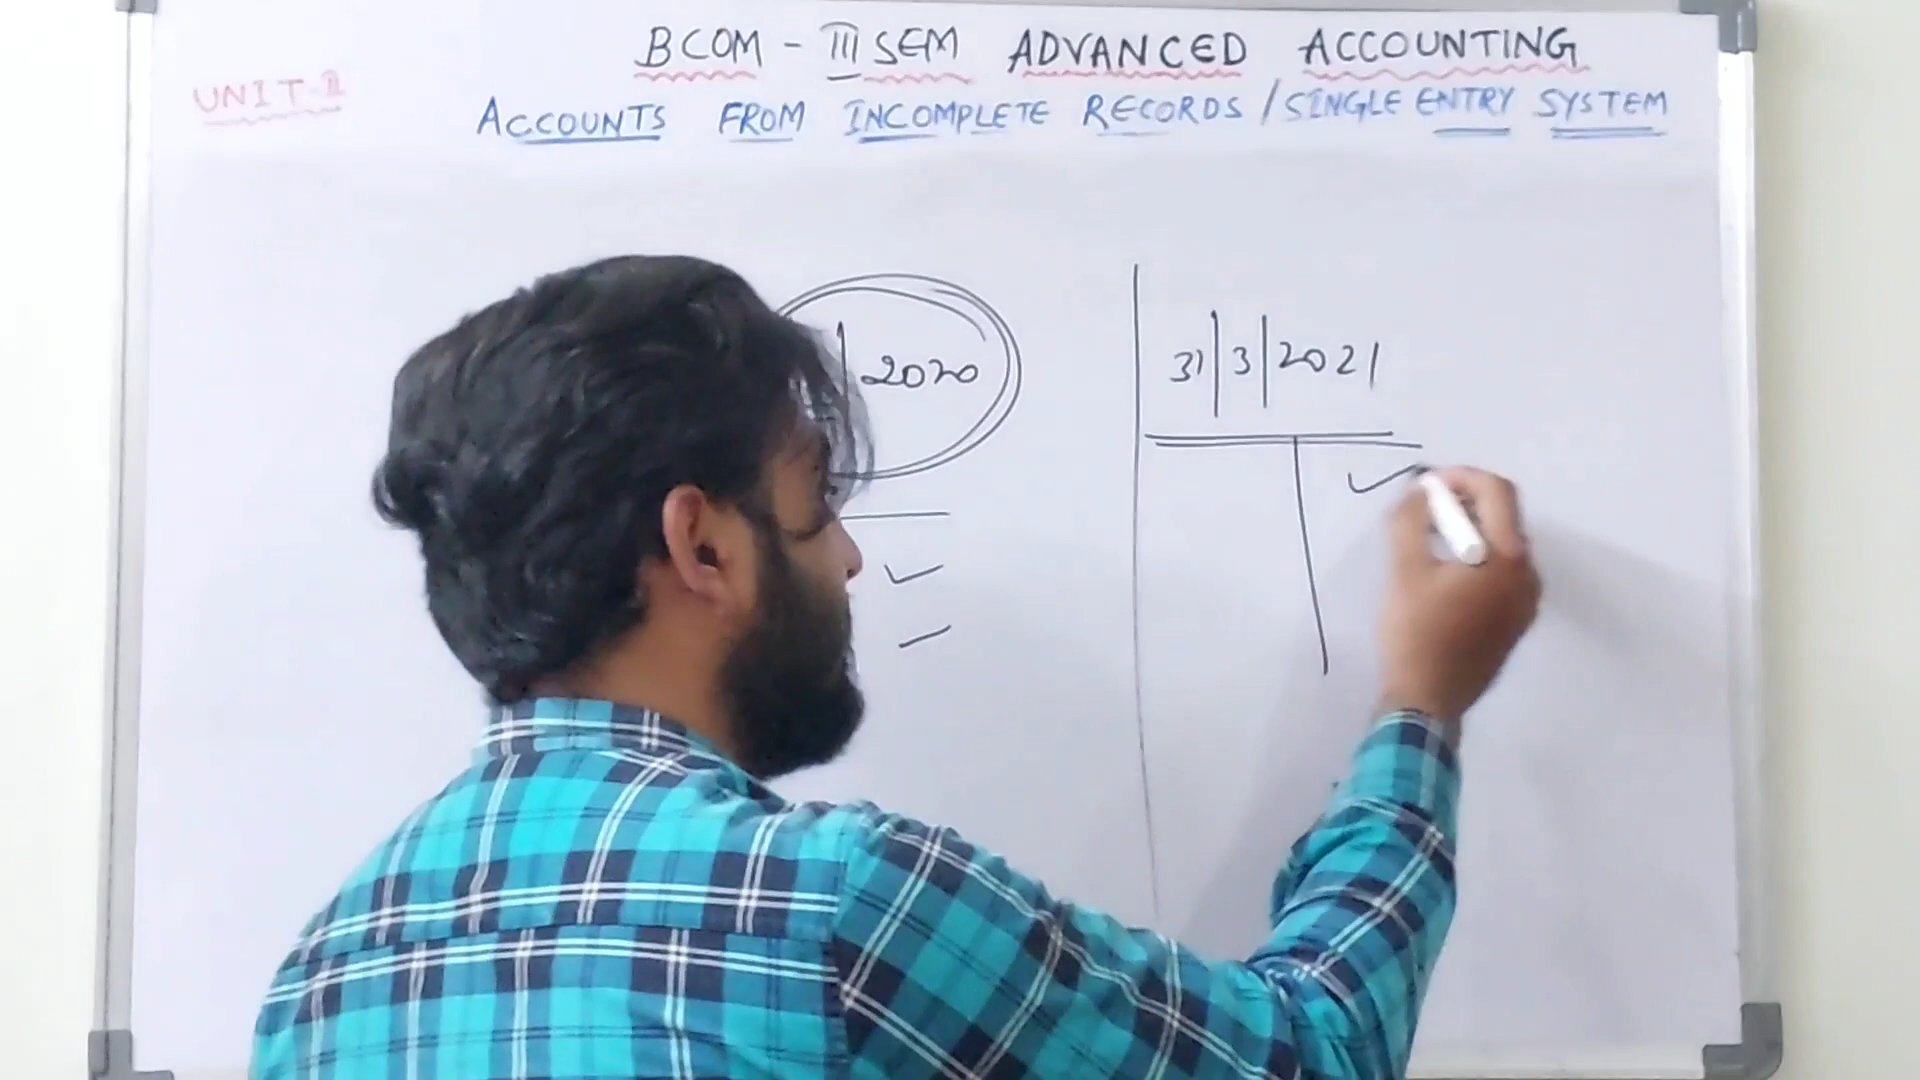 BCOM - III SEM ADVANCED ACCOUNTING
UNIT-II
ACCOUNTS FROM INCOMPLETE RECORDS / SINGLE ENTRY SYSTEM
2020
31|3|2021